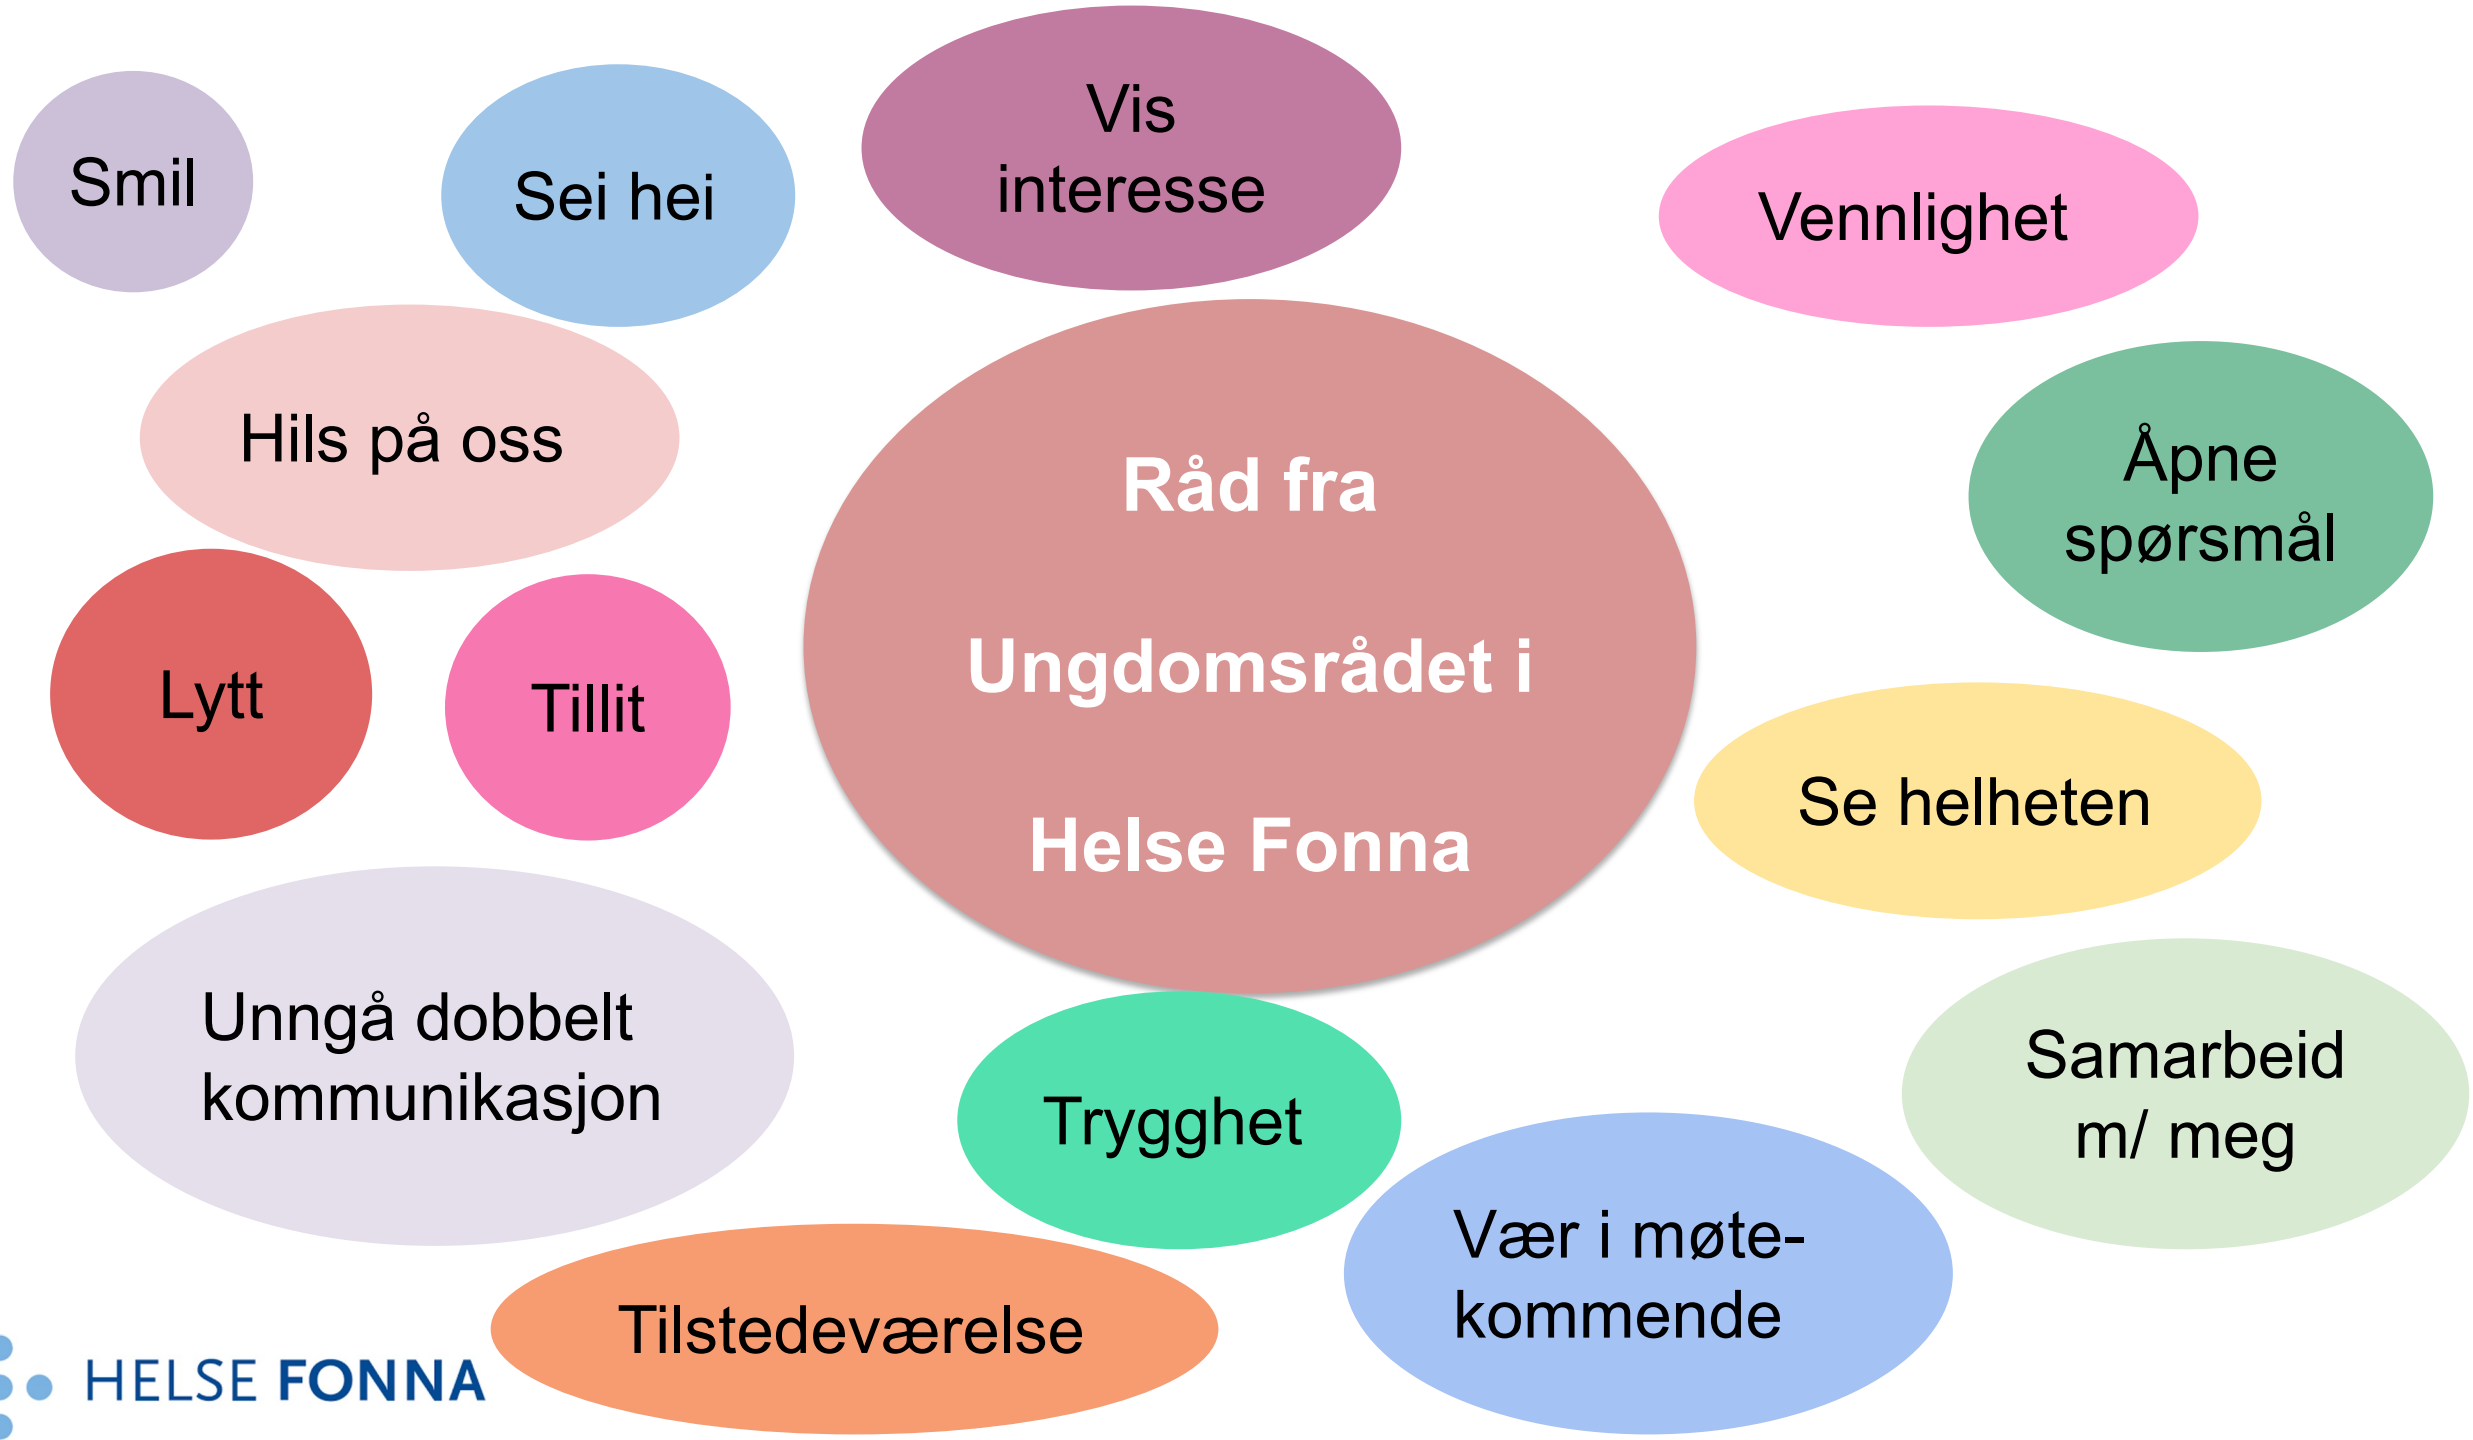 Smil
Sei hei
Vis
interesse
Vennlighet
Hils på oss
Råd fra
Ungdomsrådet i
Helse Fonna
Åpne
spørsmål
Lytt
Tillit
Se helheten
Unngå dobbelt
kommunikasjon
Trygghet
Samarbeid
m/ meg
Vær i møte-
kommende
Tilstedeværelse
HELSE FONNA